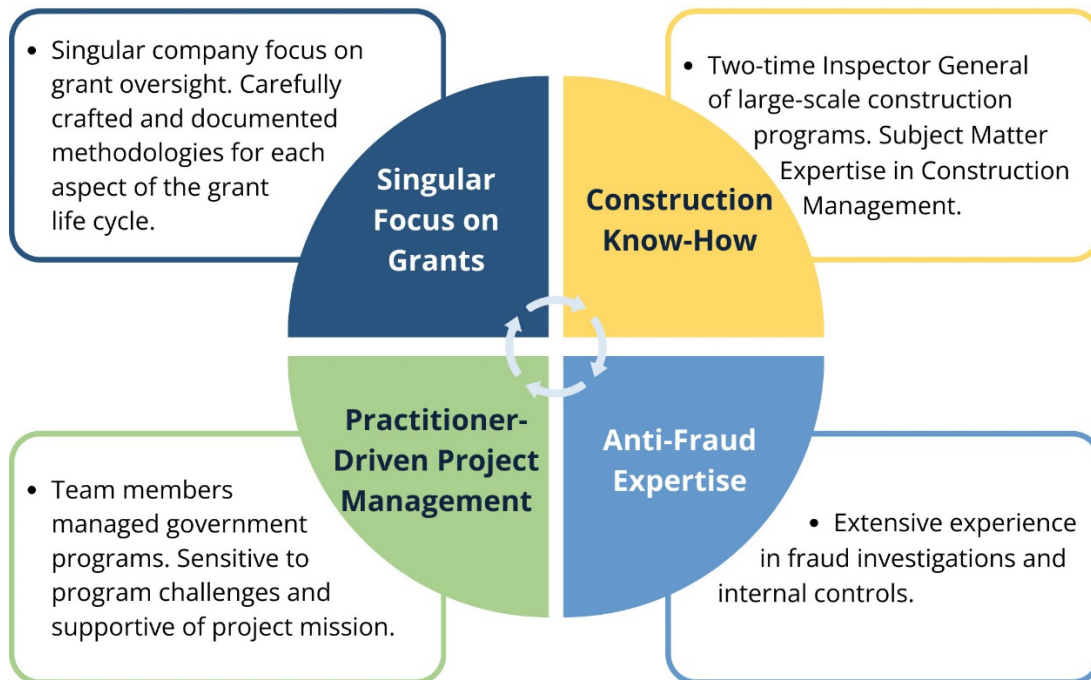 • Singular company focus on
grant oversight. Carefully
crafted and documented
methodologies for each
aspect of the grant
life cycle.
Singular
Focus on
Grants
Construction
Know-How
• Two-time Inspector General
of large-scale construction
programs. Subject Matter
Expertise in Construction
Management.
Practitioner-
Driven Project
Management
• Team members
managed government
programs. Sensitive to
program challenges and
supportive of project mission.
Anti-Fraud
Expertise
• Extensive experience
in fraud investigations and
internal controls.